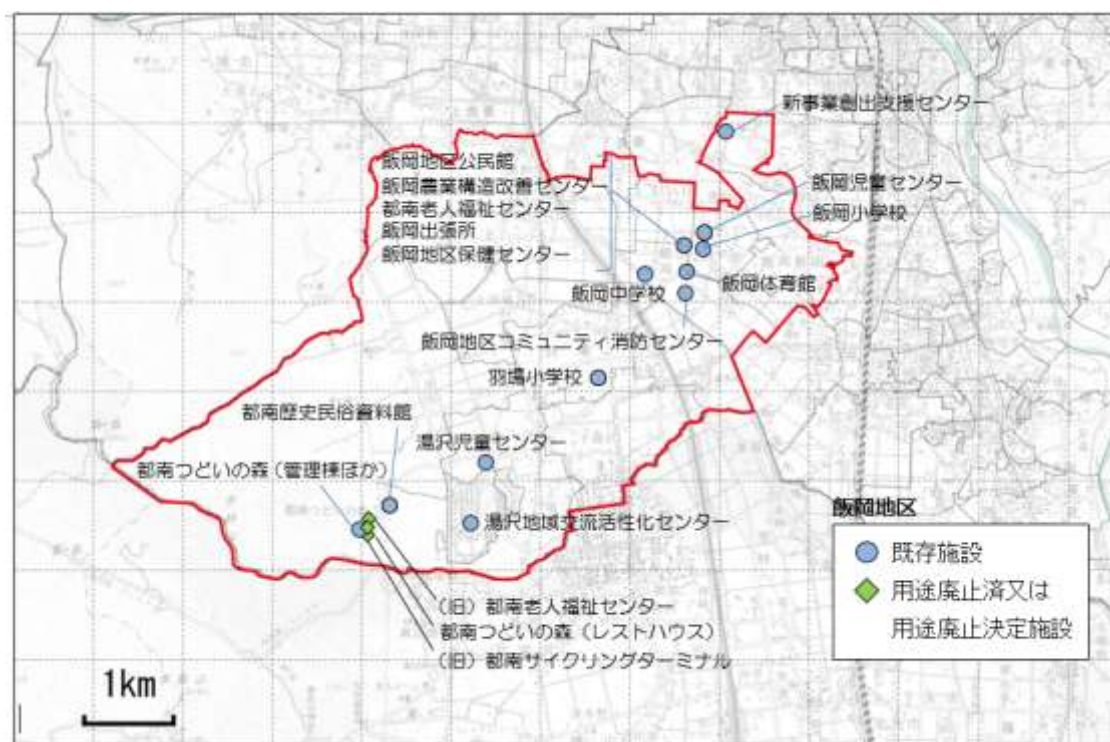 新事業創出支援センター
飯岡地区公民館
飯岡農業構造改善センター
都南老人福祉センター
飯岡出張所
飯岡地区保健センター
飯岡児童センター
飯岡小学校
飯岡体育館
飯岡中学校
飯岡地区コミュニティ消防センター
羽場小学校
都南歴史民俗資料館
湯沢児童センター
都南つどいの森（管理棟ほか）
湯沢地域交流活性化センター
（旧）都南老人福祉センター
都南つどいの森（レストハウス）
（旧）都南サイクリングターミナル
飯岡地区
既存施設
用途廃止済又は
用途廃止決定施設
1km